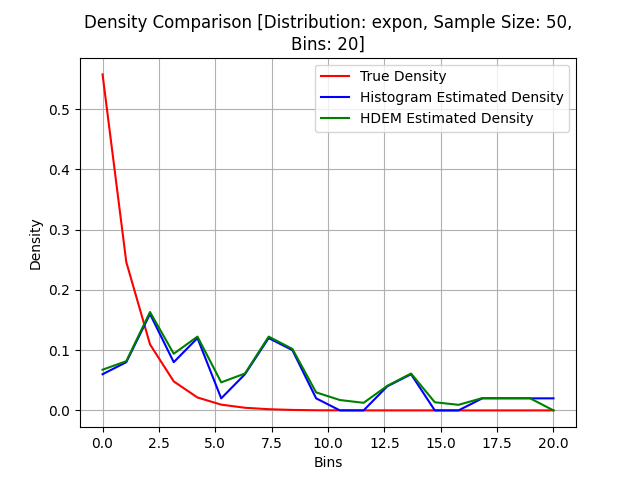 Density Comparison [Distribution: expon, Sample Size: 50,
Bins: 20]
True Density
Histogram Estimated Density
HDEM Estimated Density
Density
0.5
0.4
0.3
0.2
0.1
0.0
0.0 2.5 5.0 7.5 10.0 12.5 15.0 17.5 20.0
Bins